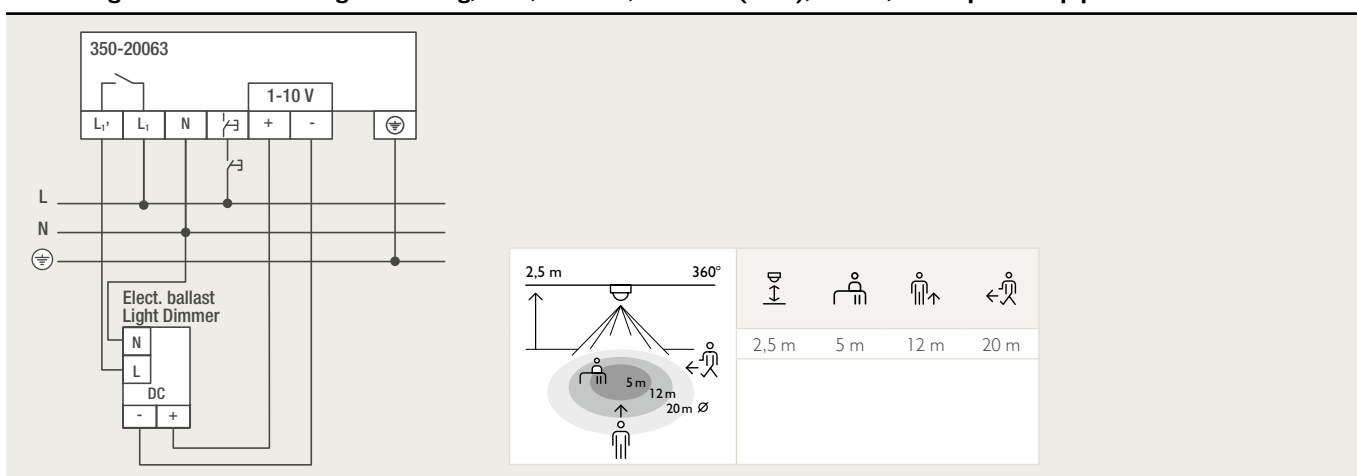 350-20063
1-10 V
L₁' L₁ N + -
L
N
Elect. ballast
Light Dimmer
N
L
DC
- +
2,5 m 360°
5 m
12 m
20 m Ø
2,5 m 5 m 12 m 20 m